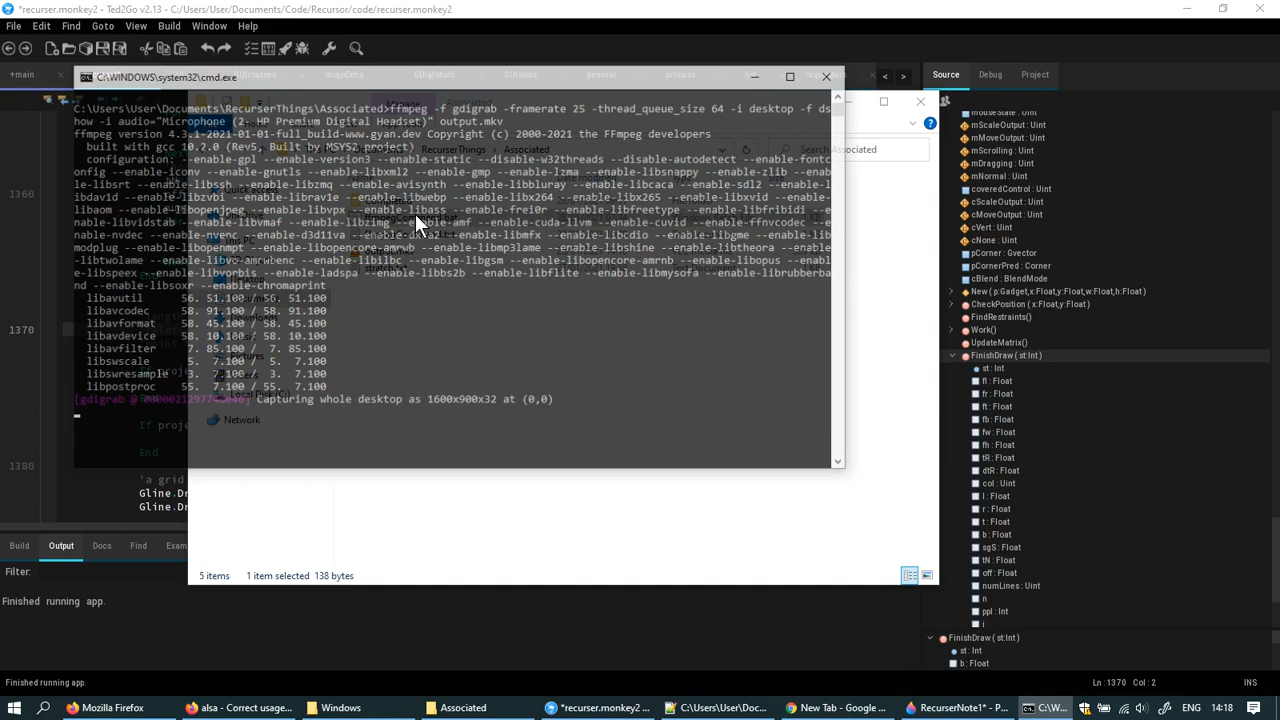 *recurser.monkey2 - Ted2Go v2.13 - C:/Users/User/Documents/Code/Recursor/code/recurser.monkey2
File Edit Find Goto View Build Window Help
+main GUIclasses mojoExtra GUIglobals GUIskins general process < > Source Debug Project
C:\WINDOWS\system32\cmd.exe
C:\Users\User\Documents\RecurserThings\Associated>ffmpeg -f gdigrab -framerate 25 -thread_queue_size 64 -i desktop -f ds
how -i audio="Microphone (2- HP Premium Digital Headset)" output.mkv
ffmpeg version 4.3.1-2021-01-01-full_build-www.gyan.dev Copyright (c) 2000-2021 the FFmpeg developers
built with gcc 10.2.0 (Rev5, Built by MSYS2 project)
configuration: --enable-gpl --enable-version3 --enable-static --disable-w32threads --disable-autodetect --enable-fontc
onfig --enable-iconv --enable-gnutls --enable-libxml2 --enable-gmp --enable-lzma --enable-libsnappy --enable-zlib --enab
le-libsrt --enable-libssh --enable-libzmq --enable-avisynth --enable-libbluray --enable-libcaca --enable-sdl2 --enable-l
ibdav1d --enable-libzvbi --enable-librav1e --enable-libsvtav1 --enable-libwebp --enable-libx264 --enable-libx265 --enable-libxvid --enable-
libaom --enable-libopenjpeg --enable-libvpx --enable-libass --enable-frei0r --enable-libfreetype --enable-libfribidi --e
nable-libvidstab --enable-libvmaf --enable-libzimg --enable-amf --enable-cuda-llvm --enable-cuvid --enable-ffnvcodec --e
nable-nvdec --enable-nvenc --enable-d3d11va --enable-dxva2 --enable-libmfx --enable-libcdio --enable-libgme --enable-lib
modplug --enable-libopenmpt --enable-libopencore-amrwb --enable-libmp3lame --enable-libshine --enable-libtheora --enable
-libtwolame --enable-libvo-amrwbenc --enable-libilbc --enable-libgsm --enable-libopencore-amrnb --enable-libopus --enabl
e-libspeex --enable-libvorbis --enable-ladspa --enable-libbs2b --enable-libflite --enable-libmysofa --enable-librubberba
nd --enable-libsoxr --enable-chromaprint
libavutil 56. 51.100 / 56. 51.100
libavcodec 58. 91.100 / 58. 91.100
libavformat 58. 45.100 / 58. 45.100
libavdevice 58. 10.100 / 58. 10.100
libavfilter 7. 85.100 / 7. 85.100
libswscale 5. 7.100 / 5. 7.100
libswresample 3. 7.100 / 3. 7.100
libpostproc 55. 7.100 / 55. 7.100
Capturing whole desktop as 1600x900x32 at (0,0)
RecurserThings > Associated
Search Associated
Network
5 items 1 item selected 138 bytes
1360
1370
1380
If proje
End
'a grid
Gline.Dr
Gline.Dr
mouseState: Uint
mScaleOutput: Uint
mMoveOutput: Uint
mScrolling: Uint
mDragging: Uint
mNormal: Uint
coveredControl: Uint
cScaleOutput: Uint
cMoveOutput: Uint
cVert: Uint
cNone: Uint
pCorner: Gvector
pCornerPred : Corner
cBlend : BlendMode
New ( p:Gadget,x:Float,y:Float,w:Float,h:Float )
CheckPosition ( x:Float,y:Float )
FindRestraints()
Work()
UpdateMatrix()
FinishDraw ( st:Int )
st : Int
fl : Float
fr : Float
ft : Float
fb : Float
fw : Float
fh : Float
tR : Float
dtR : Float
col : Uint
l : Float
r : Float
t : Float
b : Float
sgS : Float
tN : Float
off : Float
numLines : Uint
n
ppl : Int
i
FinishDraw ( st:Int )
st : Int
b : Float
Build Output Docs Find Exam
Filter:
Finished running app.
Finished running app. Ln : 1370 Col : 2 INS
Mozilla Firefox alsa - Correct usage... Windows Associated *recurser.monkey2 ... C:\Users\User\Docu... New Tab - Google ... RecurserNote1* - P... C:\W... ENG 14:18